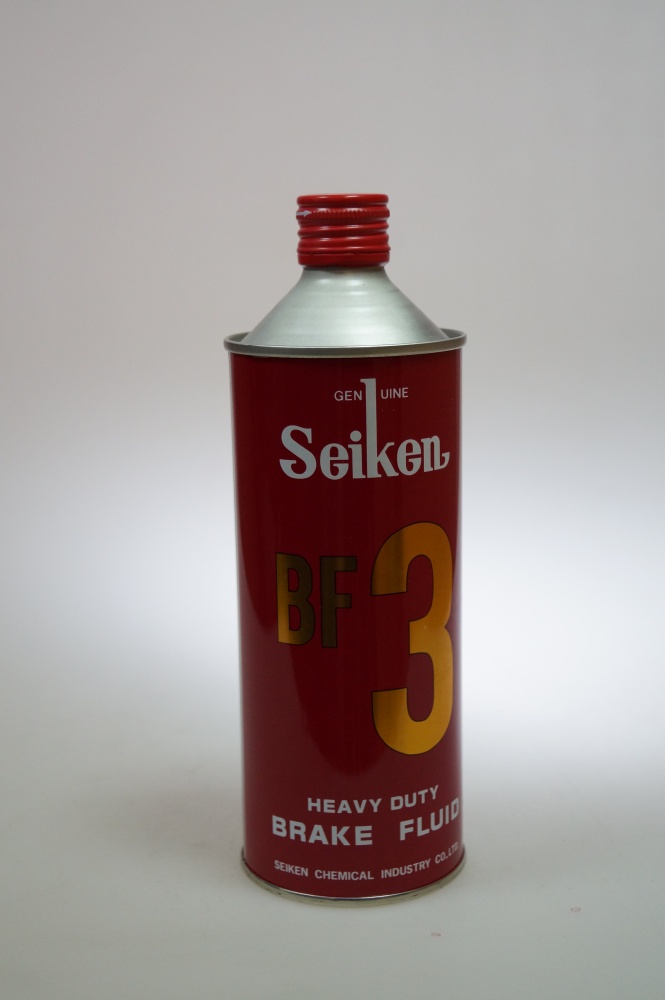 GENUINE
Seiken
BF3
HEAVY DUTY
BRAKE FLUID
SEIKEN CHEMICAL INDUSTRY CO.,LTD.